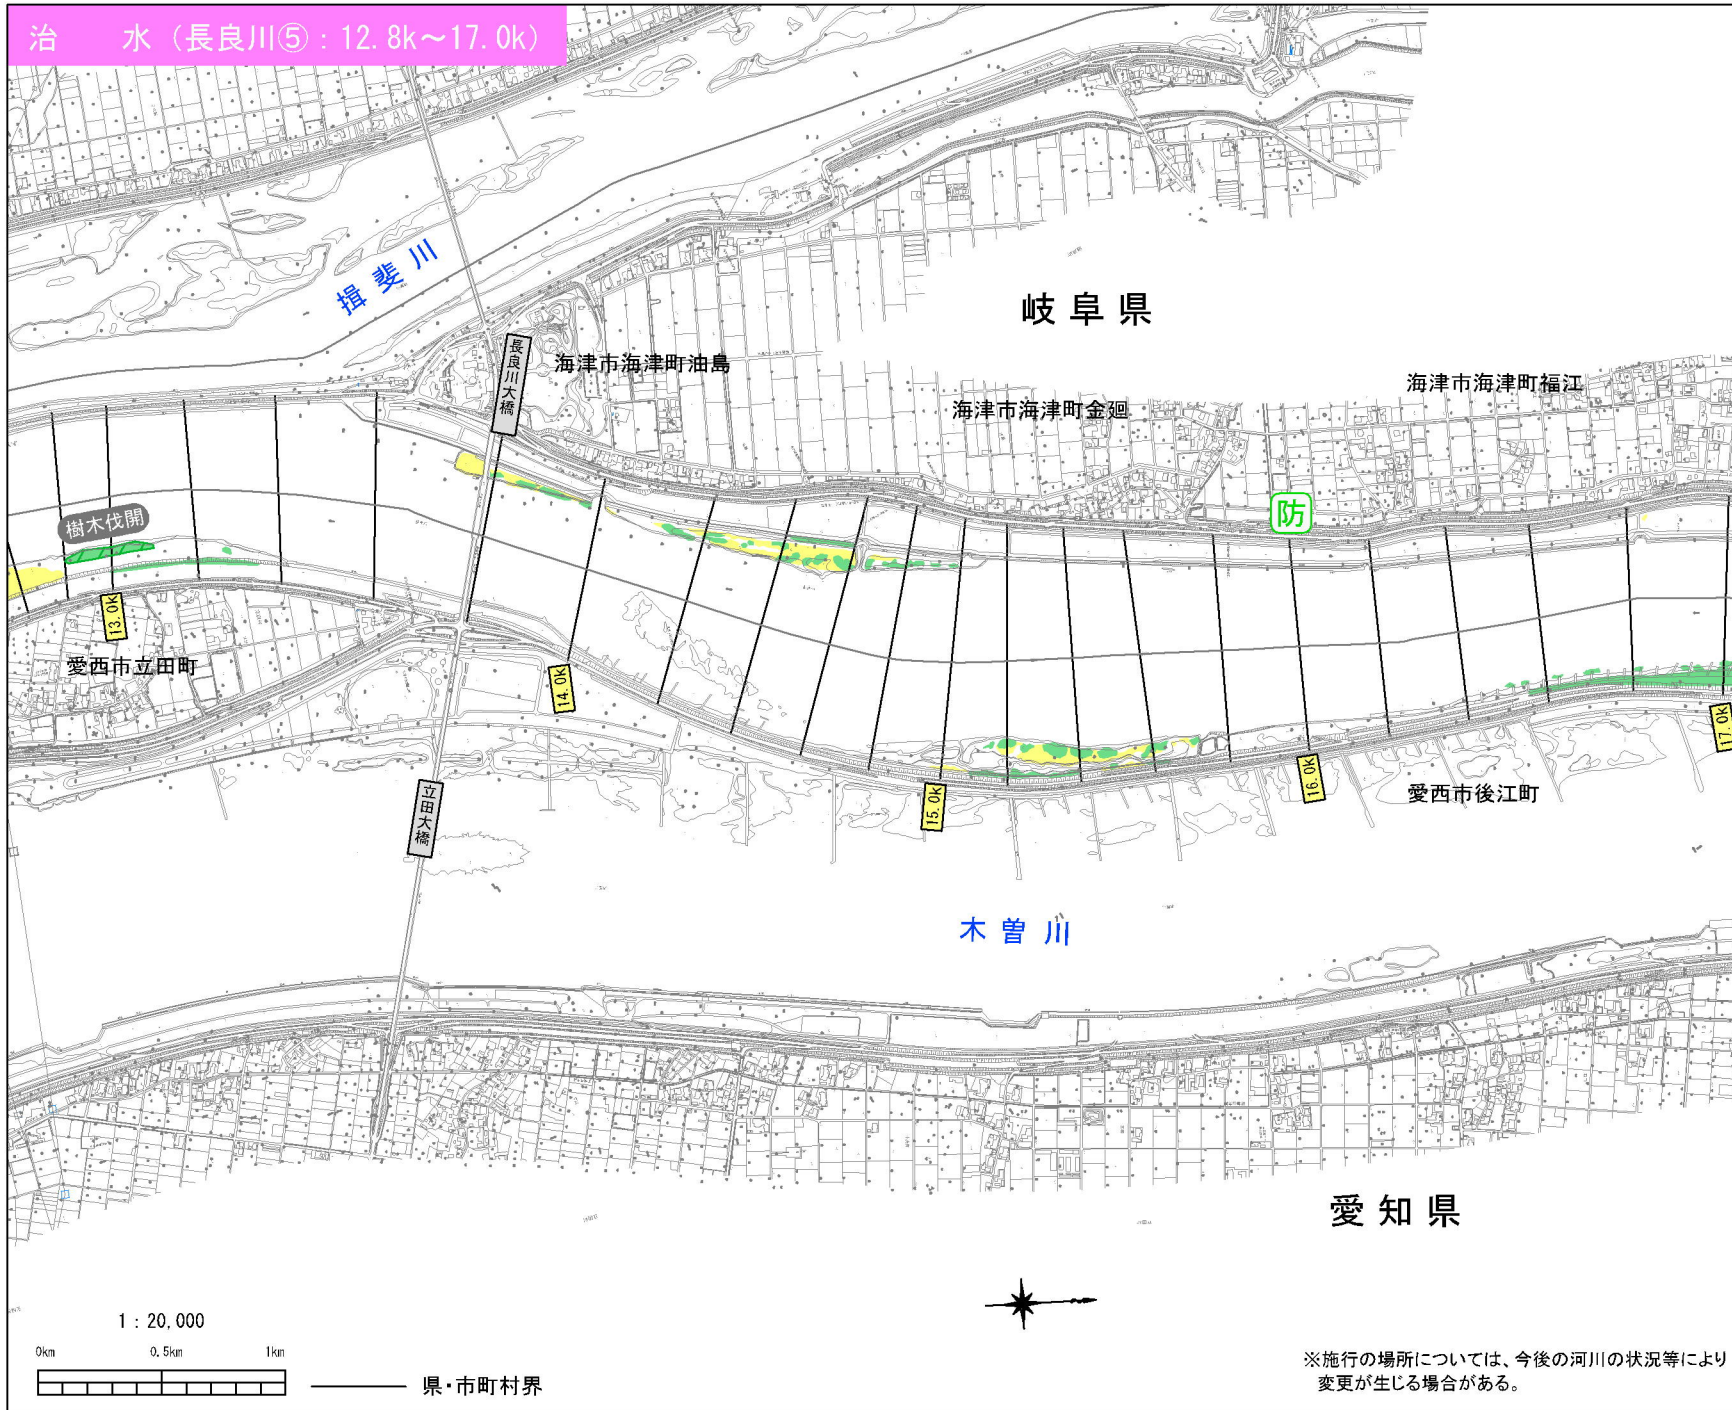 治　水（長良川⑤：12.8k～17.0k）
揖斐川
岐阜県
長良川大橋
海津市海津町油島
海津市海津町福江
海津市海津町金廻
樹木伐開
防
13.0K
愛西市立田町
14.0K
17.0K
16.0K
15.0K
愛西市後江町
立田大橋
木曽川
愛知県
1：20,000
0km 0.5km 1km
県・市町村界
※施行の場所については、今後の河川の状況等により
変更が生じる場合がある。